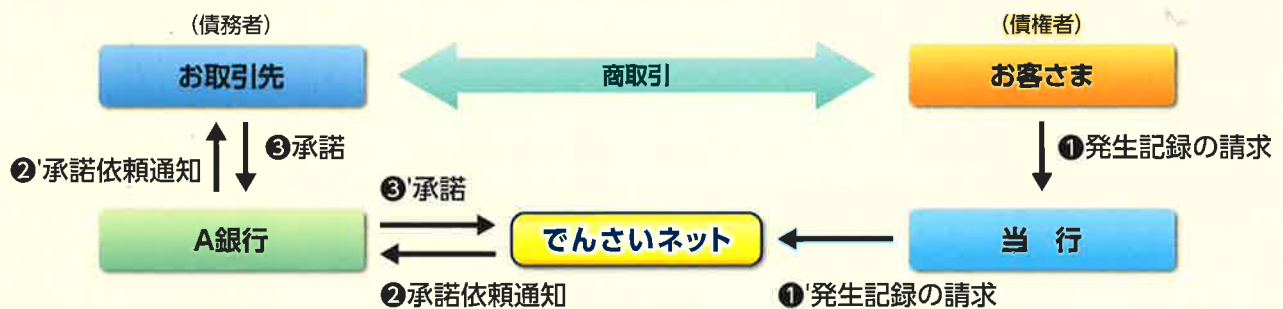 (債務者)
(債権者)
お取引先
商取引
お客さま
❷'承諾依頼通知
❸承諾
❶発生記録の請求
A銀行
❸'承諾
でんさいネット
当 行
❷承諾依頼通知
❶'発生記録の請求